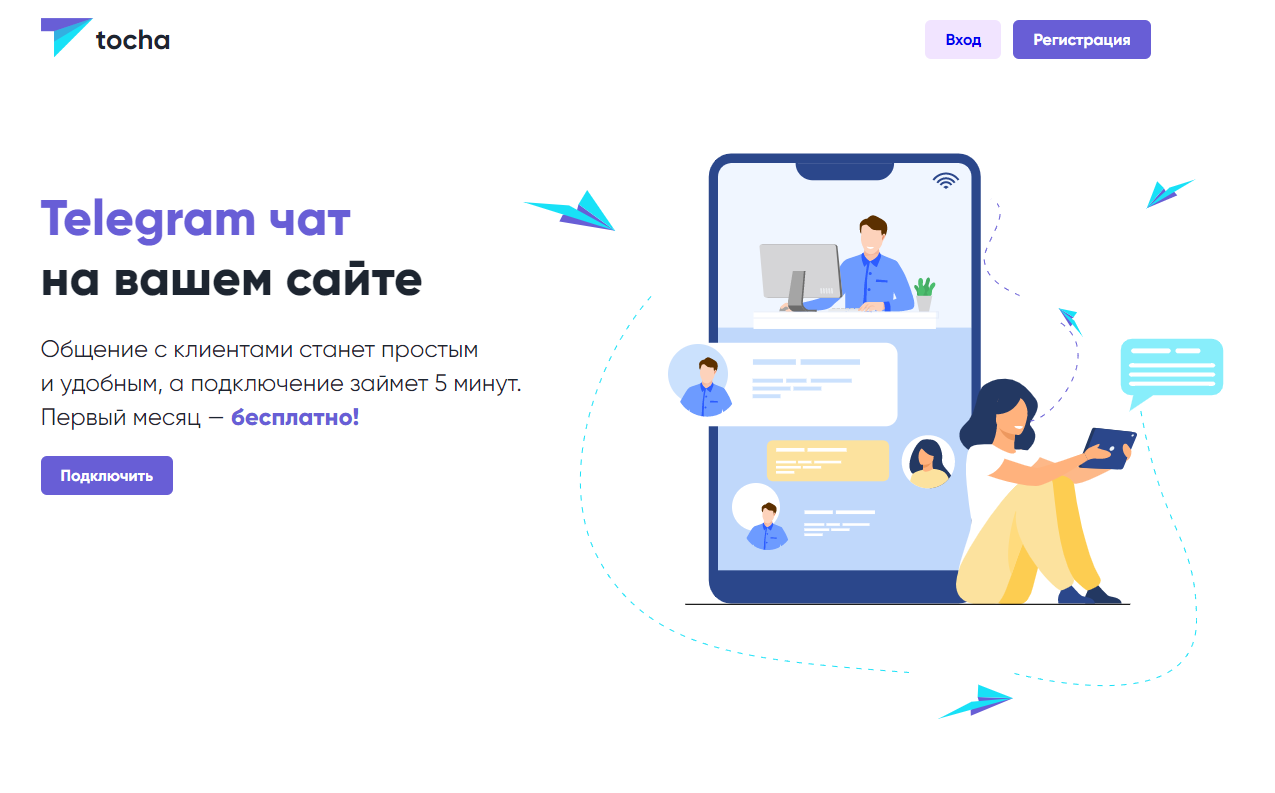 tocha
Вход
Регистрация
Telegram чат
на вашем сайте
Общение с клиентами станет простым
и удобным, а подключение займет 5 минут.
Первый месяц — бесплатно!
Подключить